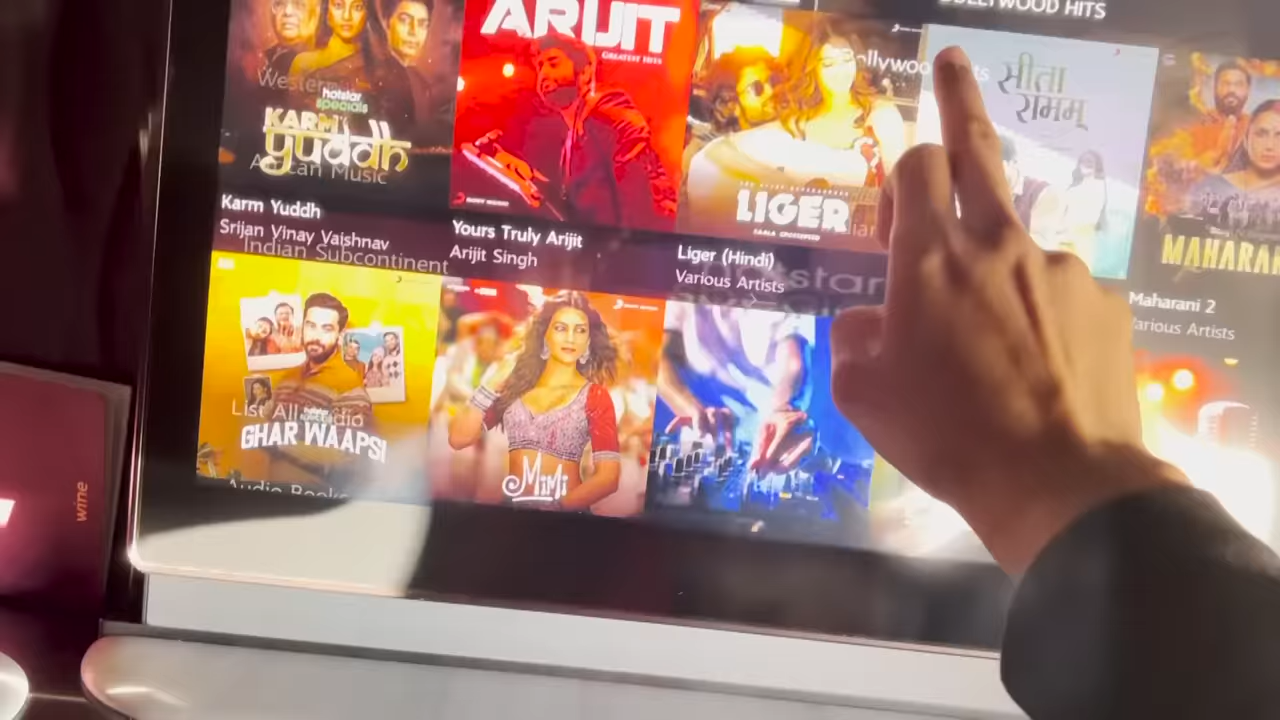 BOLLYWOOD HITS
ARIJIT
GREATEST HITS
Bollywood
सीता
रामम्
Western
hotstar
specials
KARM
yuddh
African Music
LIGER
MAHARAN
Karm Yuddh
Srijan Vinay Vaishnav
Indian Subcontinent
Yours Truly Arijit
Arijit Singh
Liger (Hindi)
Various Artists
Maharani 2
Various Artists
List All Audio
GHAR WAAPSI
MiMi
Audio Books
wine